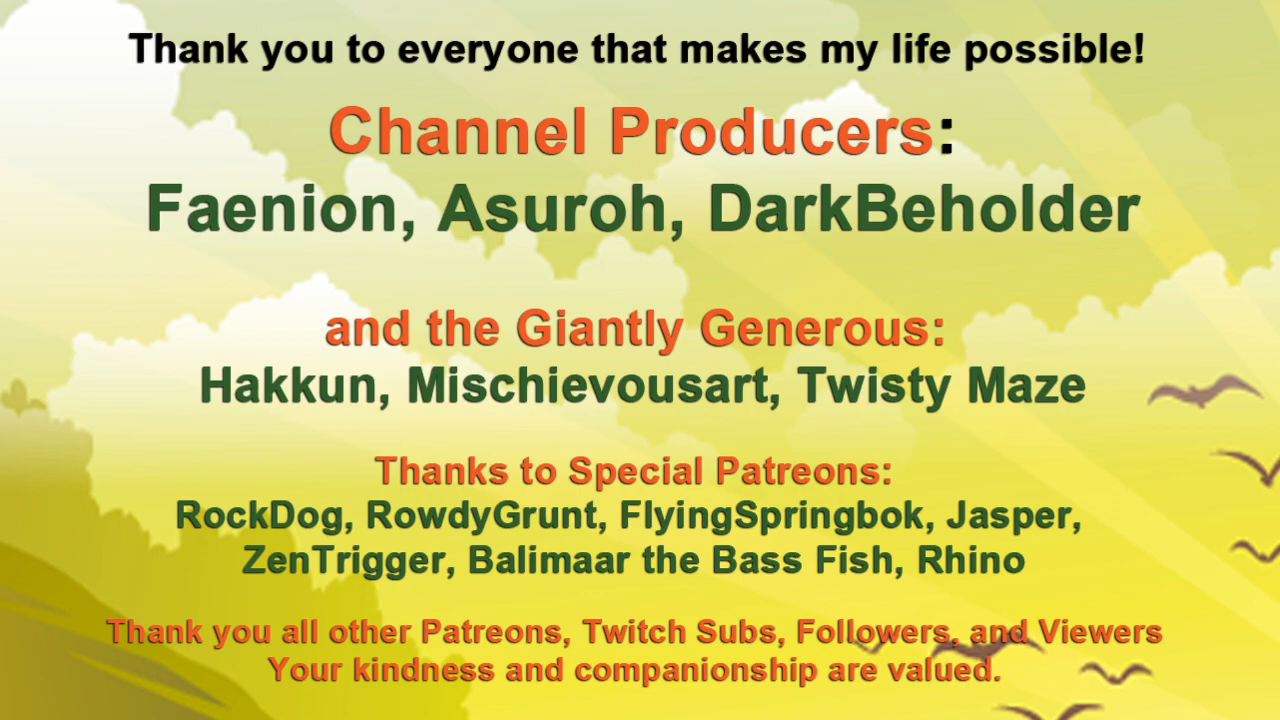 Thank you to everyone that makes my life possible!
Channel Producers:
Faenion, Asuroh, DarkBeholder
and the Giantly Generous:
Hakkun, Mischievousart, Twisty Maze
Thanks to Special Patreons:
RockDog, RowdyGrunt, FlyingSpringbok, Jasper,
ZenTrigger, Balimaar the Bass Fish, Rhino
Thank you all other Patreons, Twitch Subs, Followers, and Viewers
Your kindness and companionship are valued.